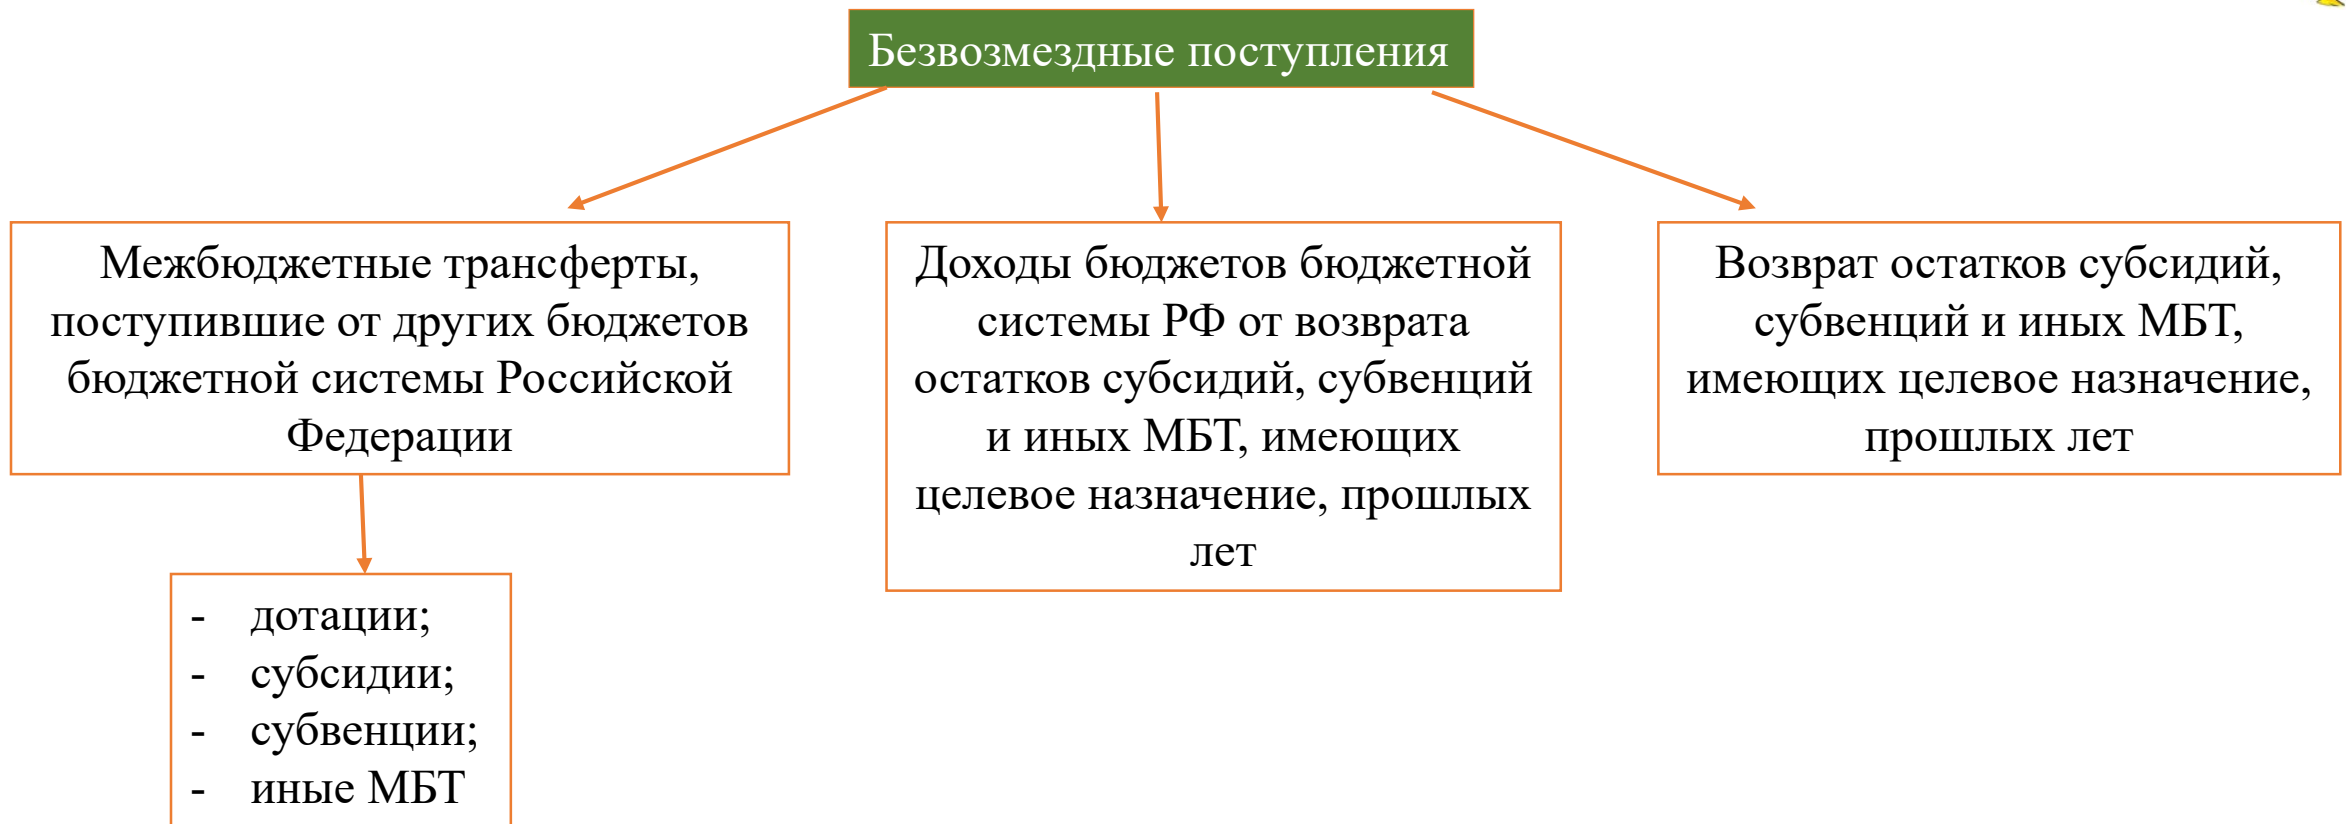 Безвозмездные поступления
Межбюджетные трансферты,
поступившие от других бюджетов
бюджетной системы Российской
Федерации
Доходы бюджетов бюджетной
системы РФ от возврата
остатков субсидий, субвенций
и иных МБТ, имеющих
целевое назначение, прошлых
лет
Возврат остатков субсидий,
субвенций и иных МБТ,
имеющих целевое назначение,
прошлых лет
- дотации;
- субсидии;
- субвенции;
- иные МБТ